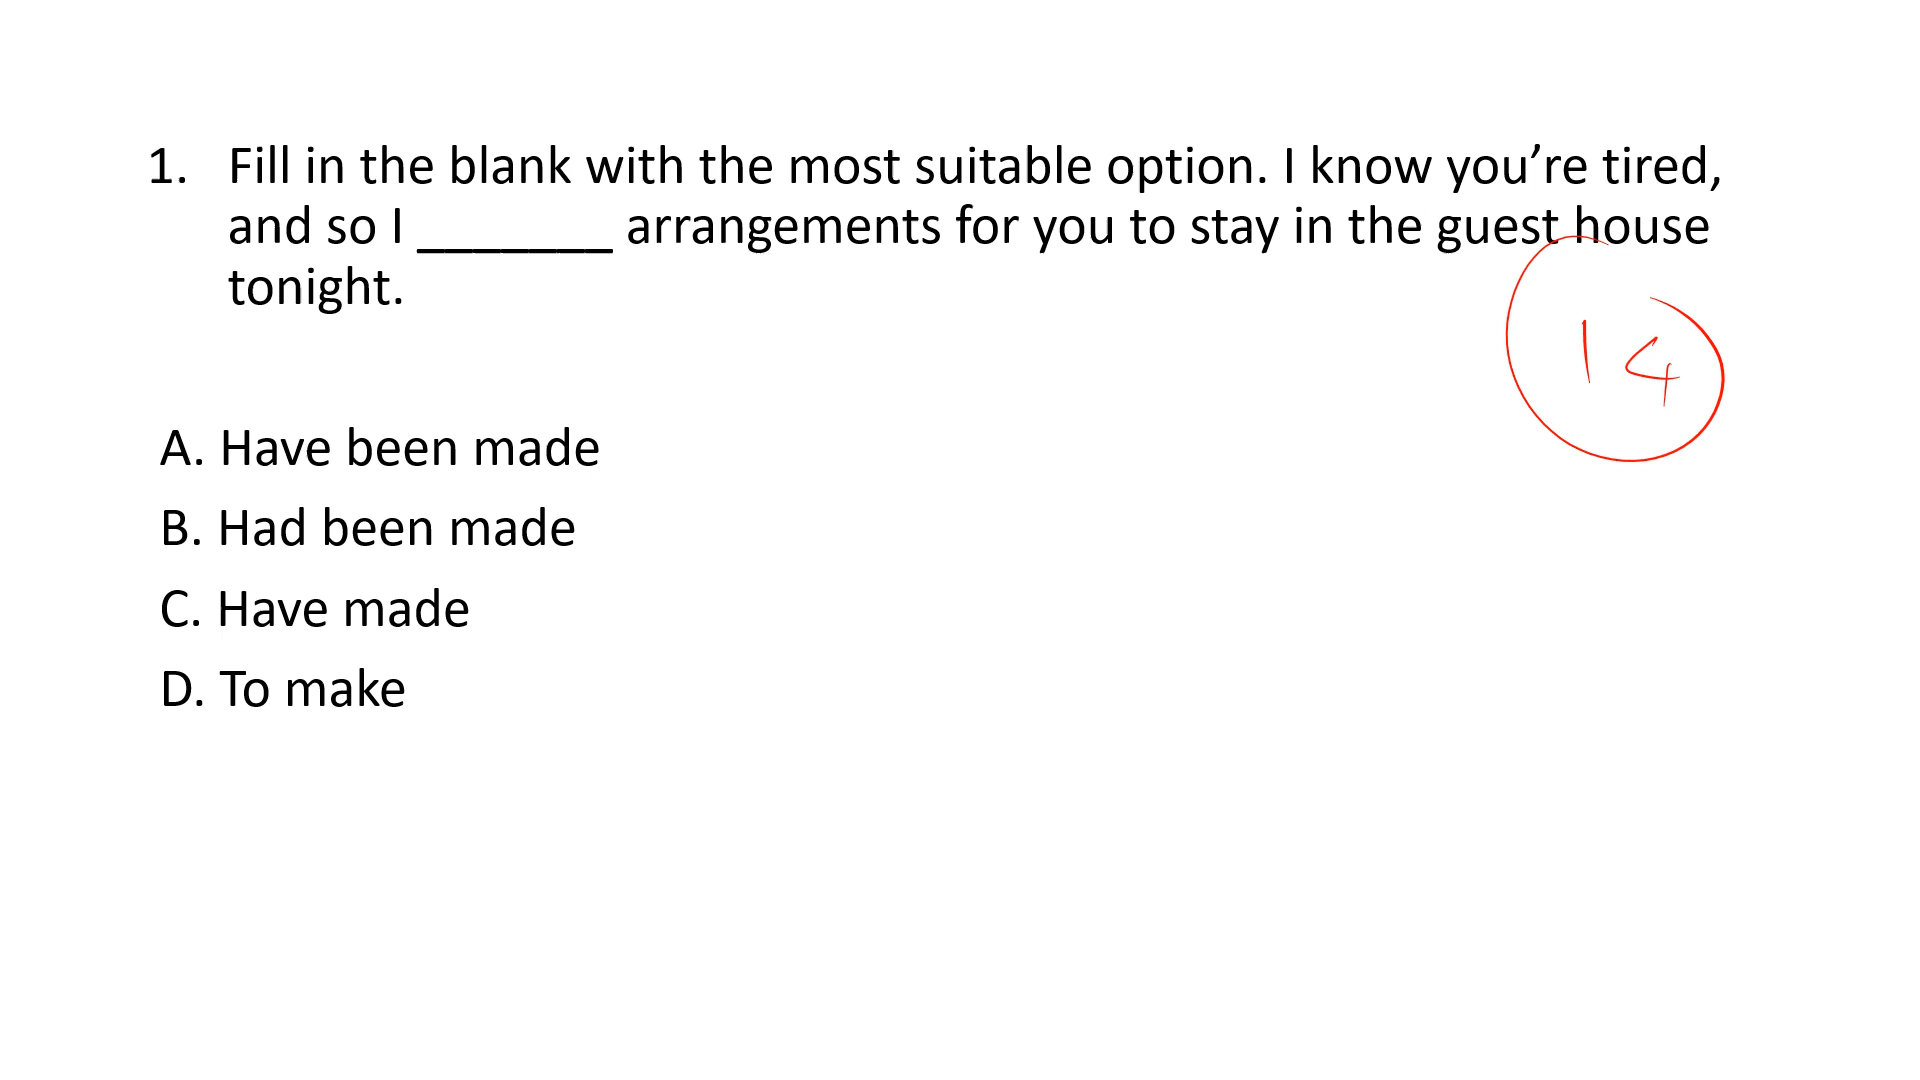 1. Fill in the blank with the most suitable option. I know you’re tired,
and so I _______ arrangements for you to stay in the guest house
tonight.
14
A. Have been made
B. Had been made
C. Have made
D. To make